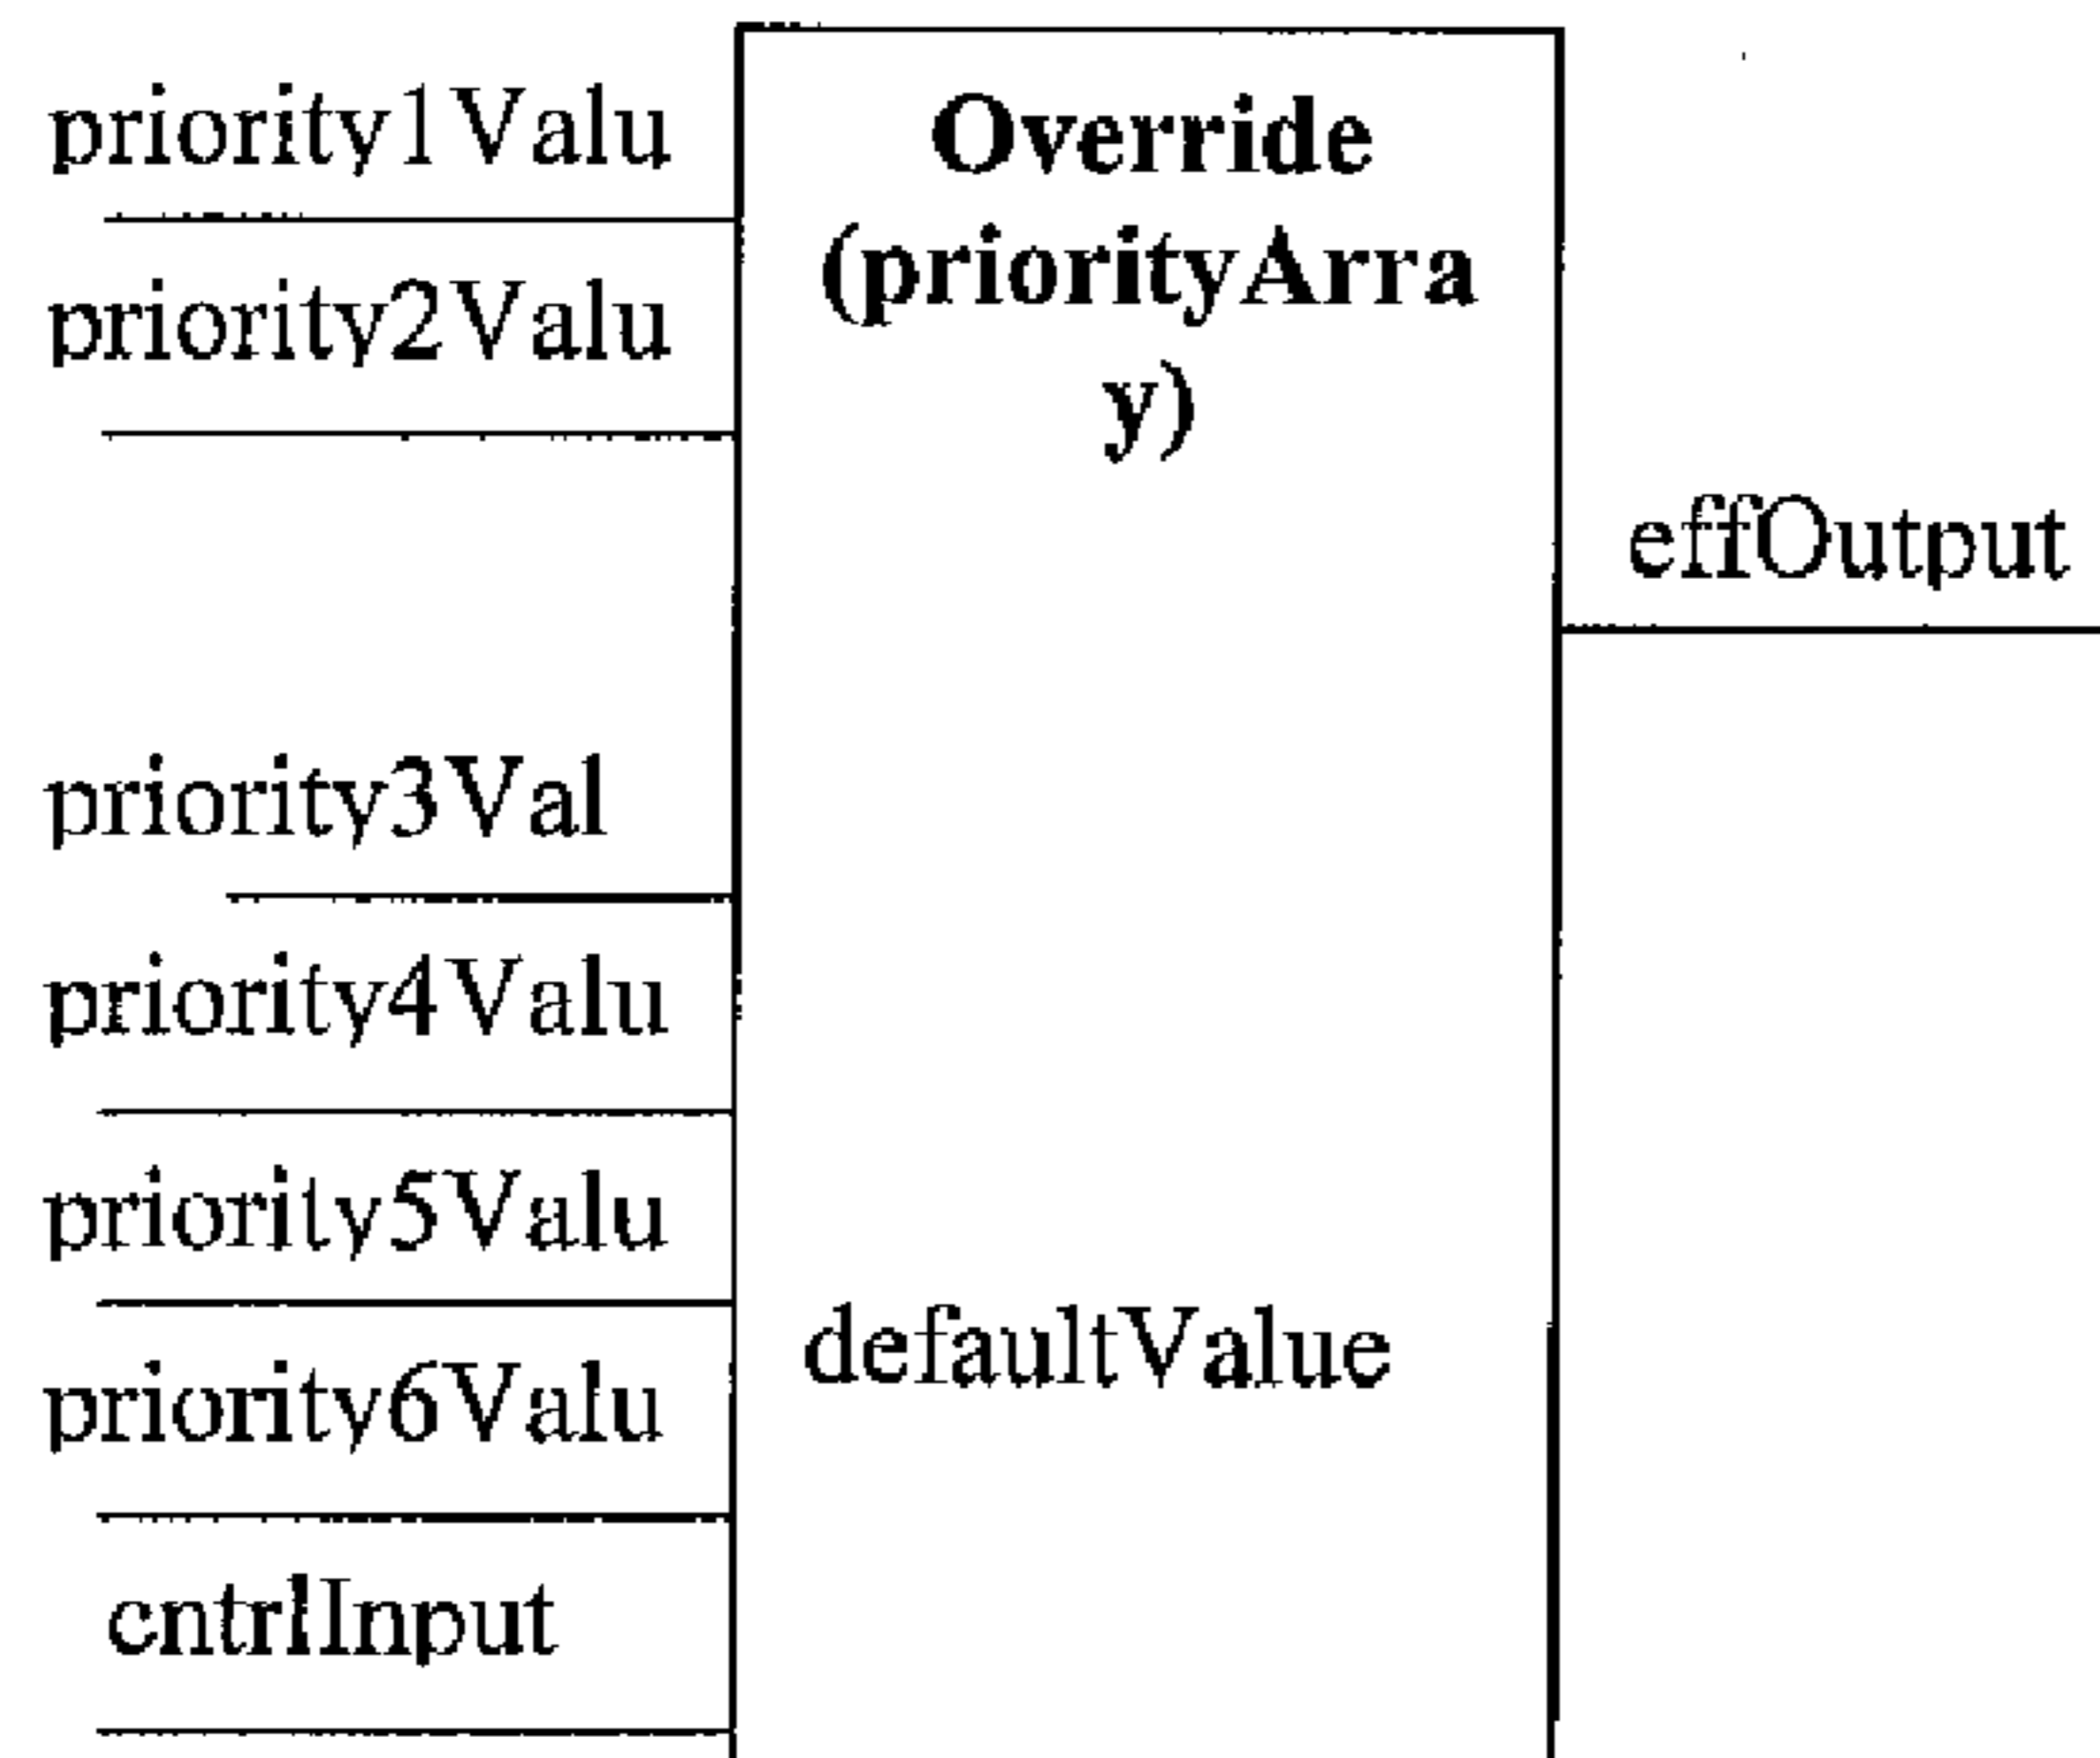 priority1Valu
priority2Valu
priority3Val
priority4Valu
priority5Valu
priority6Valu
cntrlInput
Override
(priorityArra
y)
defaultValue
effOutput